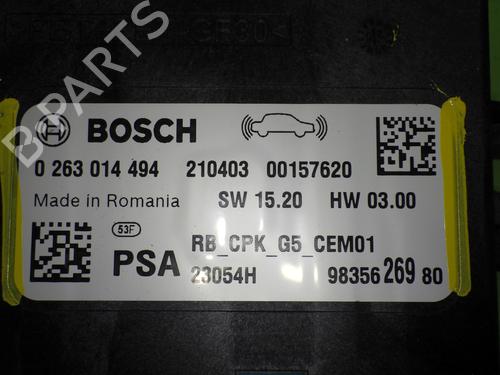 BOSCH
0 263 014 494 210403 00157620
Made in Romania SW 15.20 HW 03.00
53F
RB_CPK_G5_CEM01
PSA 23054H 98356 269 80
B PARTS